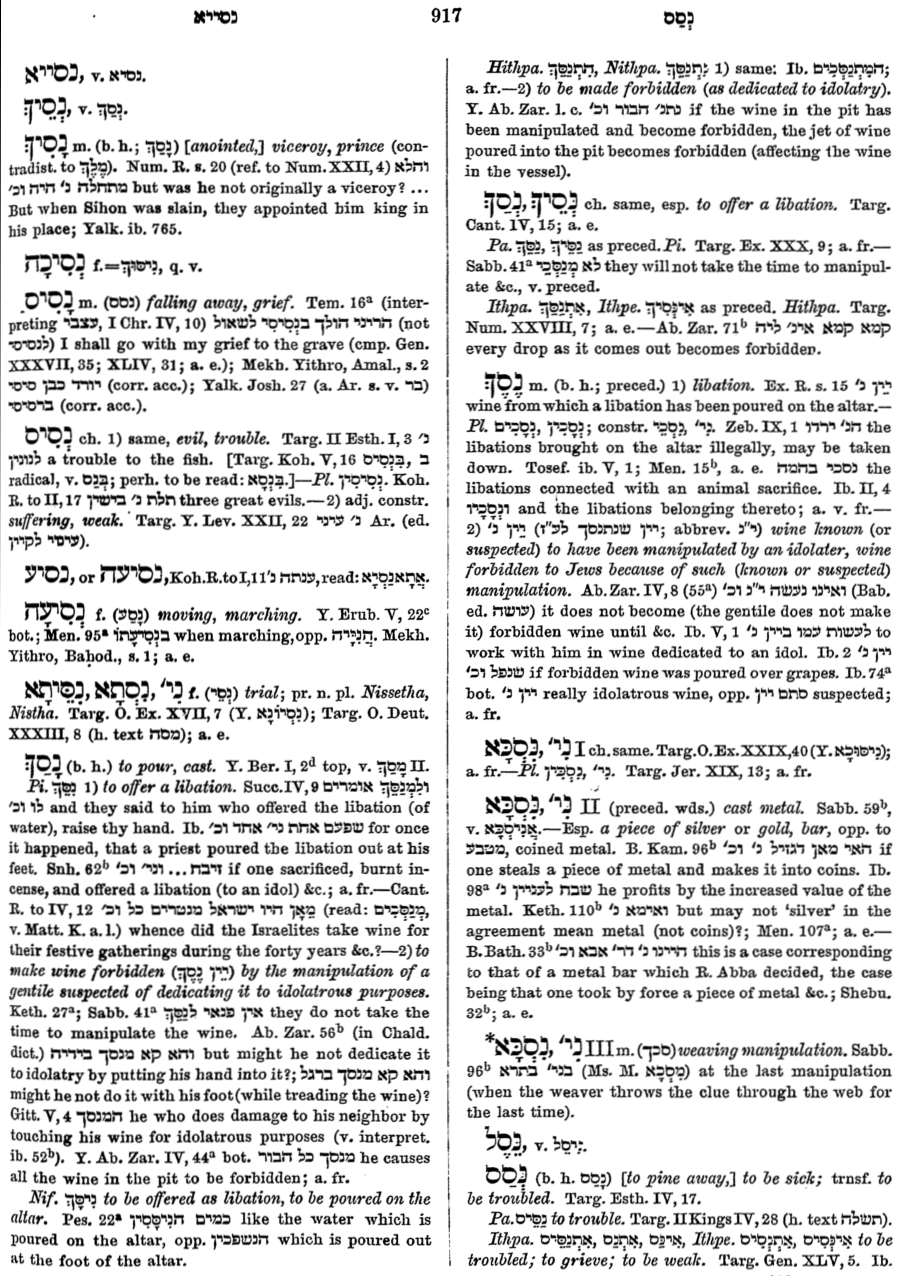 נסייא 917 נְסַס
נסייא, v. נסיא.
נְסֵיךְ, v. נְסַךְ.
נָסִיךְ m. (b. h.; נָסַךְ) [anointed,] viceroy, prince (con-
tradist. to מֶלֶךְ). Num. R. s. 20 (ref. to Num. XXII, 4) והלא
מתחלה נ' היה וכ' but was he not originally a viceroy? ...
But when Sihon was slain, they appointed him king in
his place; Yalk. ib. 765.
נְסִיכָה f.=נִיסּוּךְ, q. v.
נָסִיס m. (נסס) falling away, grief. Tem. 16ᵃ (inter-
preting עצבי, I Chr. IV, 10) הריני הולך בנְסִיסִי לשאול (not
לנסיסי) I shall go with my grief to the grave (cmp. Gen.
XXXVII, 35; XLIV, 31; a. e.); Mekh. Yithro, Amal., s. 2
יורד כבן סיסי (corr. acc.); Yalk. Josh. 27 (a. Ar. s. v. בר)
ברסיסי (corr. acc.).
נְסִיס ch. 1) same, evil, trouble. Targ. II Esth. I, 3 נ'
לנונין a trouble to the fish. [Targ. Koh. V, 16 בִּנְסִיס, ב
radical, v. בְּנַס; perh. to be read: בִּנְסָא.]—Pl. נְסִיסִין. Koh.
R. to II, 17 תלת נ' בישין three great evils.—2) adj. constr.
suffering, weak. Targ. Y. Lev. XXII, 22 נ' עיני Ar. (ed.
עיסי לקיין).
נסיע, or נסיעה, Koh. R. to I, 11 ענתה נ', read: אֲתָאנַסְיָא.
נְסִיעָה f. (נָסַע) moving, marching. Y. Erub. V, 22ᶜ
bot.; Men. 95ᵃ בנְסִיעָתוֹ when marching, opp. חֲנִיָּיה. Mekh.
Yithro, Baḥod., s. 1; a. e.
נִסֵּיתָא, נִסְתָּא, נִי' f. (נְסֵי) trial; pr. n. pl. Nissetha,
Nistha. Targ. O. Ex. XVII, 7 (Y. נִסְיוֹנָא); Targ. O. Deut.
XXXIII, 8 (h. text מסה); a. e.
נָסַךְ (b. h.) to pour, cast. Y. Ber. I, 2ᵈ top, v. מָסַךְ II.
Pi. נִסֵּךְ 1) to offer a libation. Succ. IV, 9 ולַמְנַסֵּךְ אומרים
לו וכ' and they said to him who offered the libation (of
water), raise thy hand. Ib. שפעם אחת ני' אחד וכ' for once
it happened, that a priest poured the libation out at his
feet. Snh. 62ᵇ זיבח ... וני' וכ' if one sacrificed, burnt in-
cense, and offered a libation (to an idol) &c.; a. fr.—Cant.
R. to IV, 12 מְאָן היו ישראל מנטרים כל וכ' (read: מְנַסְּכִים,
v. Matt. K. a. l.) whence did the Israelites take wine for
their festive gatherings during the forty years &c.?—2) to
make wine forbidden (יֵין נֶסֶךְ) by the manipulation of a
gentile suspected of dedicating it to idolatrous purposes.
Keth. 27ᵃ; Sabb. 41ᵃ אין פנאי לנַסֵּךְ they do not take the
time to manipulate the wine. Ab. Zar. 56ᵇ (in Chald.
dict.) והא קא מנסך בידיה but might he not dedicate it
to idolatry by putting his hand into it?; והא קא מנסך ברגל
might he not do it with his foot (while treading the wine)?
Gitt. V, 4 המנסך he who does damage to his neighbor by
touching his wine for idolatrous purposes (v. interpret.
ib. 52ᵇ). Y. Ab. Zar. IV, 44ᵃ bot. מנסך כל הבור he causes
all the wine in the pit to be forbidden; a. fr.
Nif. נִיסָּךְ to be offered as libation, to be poured on the
altar. Pes. 22ᵃ כמים הניסָּכִין like the water which is
poured on the altar, opp. הנשפכין which is poured out
at the foot of the altar.
Hithpa. הִתְנַסֵּךְ, Nithpa. נִתְנַסֵּךְ 1) same: Ib. המִתְנַסְּכִים;
a. fr.—2) to be made forbidden (as dedicated to idolatry).
Y. Ab. Zar. l. c. נתנ' הבור וכ' if the wine in the pit has
been manipulated and become forbidden, the jet of wine
poured into the pit becomes forbidden (affecting the wine
in the vessel).
נְסַךְ, נְסֵיךְ ch. same, esp. to offer a libation. Targ.
Cant. IV, 15; a. e.
Pa. נַסֵּךְ, נַסֵּיךְ as preced. Pi. Targ. Ex. XXX, 9; a. fr.—
Sabb. 41ᵃ לא מְנַסְּכֵי they will not take the time to manipul-
ate &c., v. preced.
Ithpa. אִתְנַסַּךְ, Ithpe. אִינְּסִיךְ as preced. Hithpa. Targ.
Num. XXVIII, 7; a. e.—Ab. Zar. 71ᵇ קמא קמא אינ' ליה
every drop as it comes out becomes forbidden.
נֶסֶךְ m. (b. h.; preced.) 1) libation. Ex. R. s. 15 יֵין נ'
wine from which a libation has been poured on the altar.—
Pl. נְסָכִים, נְסָכִין; constr. נִסְכֵּי, נִי'. Zeb. IX, 1 הנ' ירדו the
libations brought on the altar illegally, may be taken
down. Tosef. ib. V, 1; Men. 15ᵇ, a. e. נסכי בהמה the
libations connected with an animal sacrifice. Ib. II, 4
ונְסָכָיו and the libations belonging thereto; a. v. fr.—
2) יֵין נ' (יין שנתנסך לע"ז; abbrev. יי"נ) wine known (or
suspected) to have been manipulated by an idolater, wine
forbidden to Jews because of such (known or suspected)
manipulation. Ab. Zar. IV, 8 (55ᵃ) ואינו נעשה יי"נ וכ' (Bab.
ed. עושה) it does not become (the gentile does not make
it) forbidden wine until &c. Ib. V, 1 לעשות עמו ביין נ' to
work with him in wine dedicated to an idol. Ib. 2 יין נ'
שנפל וכ' if forbidden wine was poured over grapes. Ib. 74ᵃ
bot. יין נ' really idolatrous wine, opp. סתם יין suspected;
a. fr.
נִסְכָּא, נִי' I ch. same. Targ. O. Ex. XXIX, 40 (Y. נִיסּוּכָא);
a. fr.—Pl. נִסְכִּין, נִי'. Targ. Jer. XIX, 13; a. fr.
נִסְכָּא, נִי' II (preced. wds.) cast metal. Sabb. 59ᵇ,
v. אֲנִיסְכָּא.—Esp. a piece of silver or gold, bar, opp. to
מטבע, coined metal. B. Kam. 96ᵇ האי מאן דגזיל נ' וכ' if
one steals a piece of metal and makes it into coins. Ib.
98ᵃ שבח לעניין נ' he profits by the increased value of the
metal. Keth. 110ᵇ ואימא נ' but may not 'silver' in the
agreement mean metal (not coins)?; Men. 107ᵃ; a. e.—
B. Bath. 33ᵇ היינו נ' דר' אבא וכ' this is a case corresponding
to that of a metal bar which R. Abba decided, the case
being that one took by force a piece of metal &c.; Shebu.
32ᵇ; a. e.
*נִסְכָּא, נִי' III m. (סכך) weaving manipulation. Sabb.
96ᵇ בני' בתרא (Ms. M. מִסְכָּא) at the last manipulation
(when the weaver throws the clue through the web for
the last time).
נֵסֶל, v. נִיסֶל.
נְסַס (b. h. נָסַס) [to pine away,] to be sick; trnsf. to
be troubled. Targ. Esth. IV, 17.
Pa. נַסֵּיס to trouble. Targ. II Kings IV, 28 (h. text תשלה).
Ithpa. אִתְנַסֵּיס, אִתְנַס, אִינַּס, Ithpe. אִתְנְסִיס, אִינְּסִיס to be
troubled; to grieve; to be weak. Targ. Gen. XLV, 5. Ib.